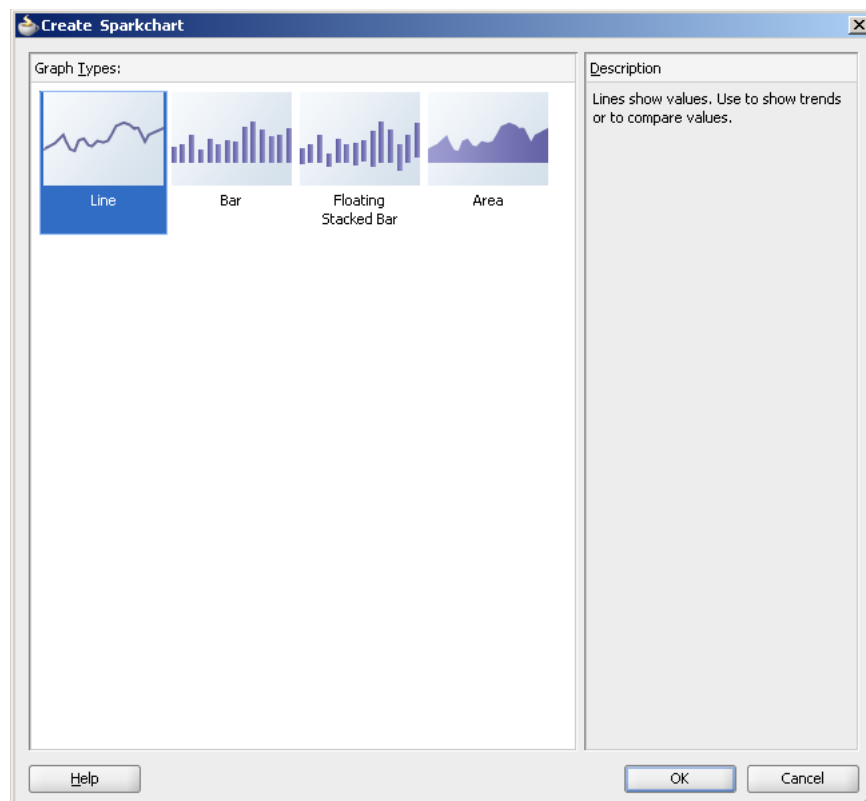 Create Sparkchart
Graph Types:
Line
Bar
Floating
Stacked Bar
Area
Description
Lines show values. Use to show trends
or to compare values.
Help
OK
Cancel